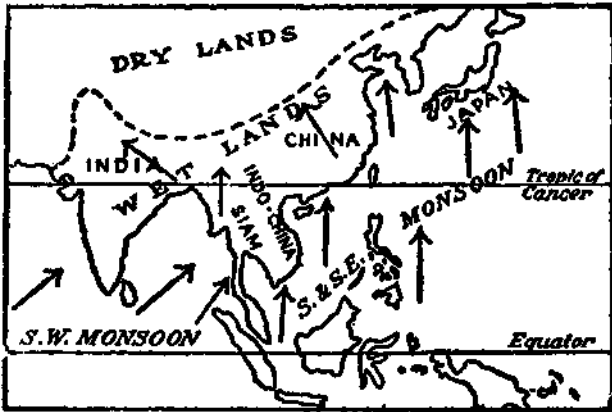 DRY LANDS
WET LANDS
INDIA
CHINA
JAPAN
INDO-CHINA
SIAM
Tropic of
Cancer
S. & S.E. MONSOON
S.W. MONSOON
Equator